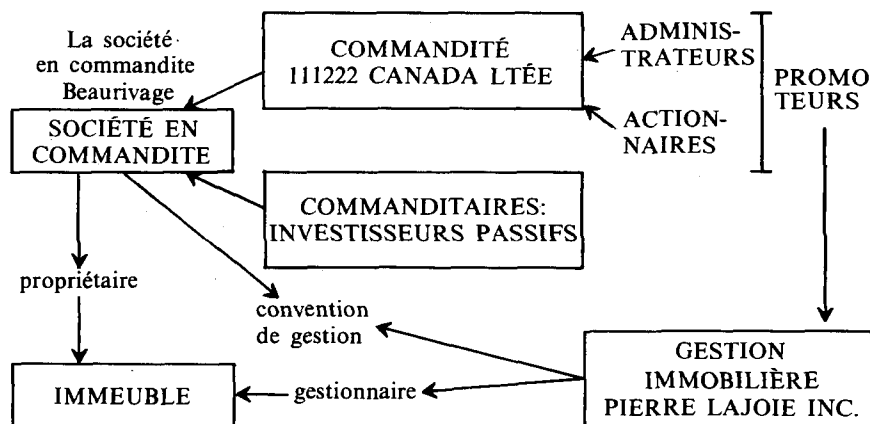 La société
en commandite
Beaurivage
SOCIÉTÉ EN
COMMANDITE
COMMANDITÉ
111222 CANADA LTÉE
ADMINIS-
TRATEURS
ACTION-
NAIRES
PROMO
TEURS
COMMANDITAIRES:
INVESTISSEURS PASSIFS
propriétaire
convention
de gestion
IMMEUBLE
gestionnaire
GESTION
IMMOBILIÈRE
PIERRE LAJOIE INC.